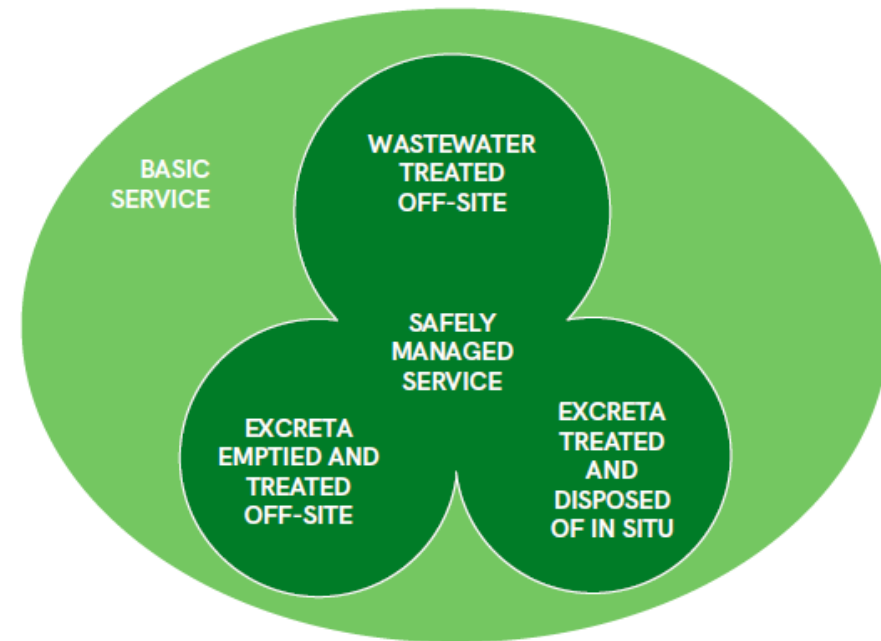 BASIC
SERVICE
WASTEWATER
TREATED
OFF-SITE
SAFELY
MANAGED
SERVICE
EXCRETA
EMPTIED AND
TREATED
OFF-SITE
EXCRETA
TREATED
AND
DISPOSED
OF IN SITU